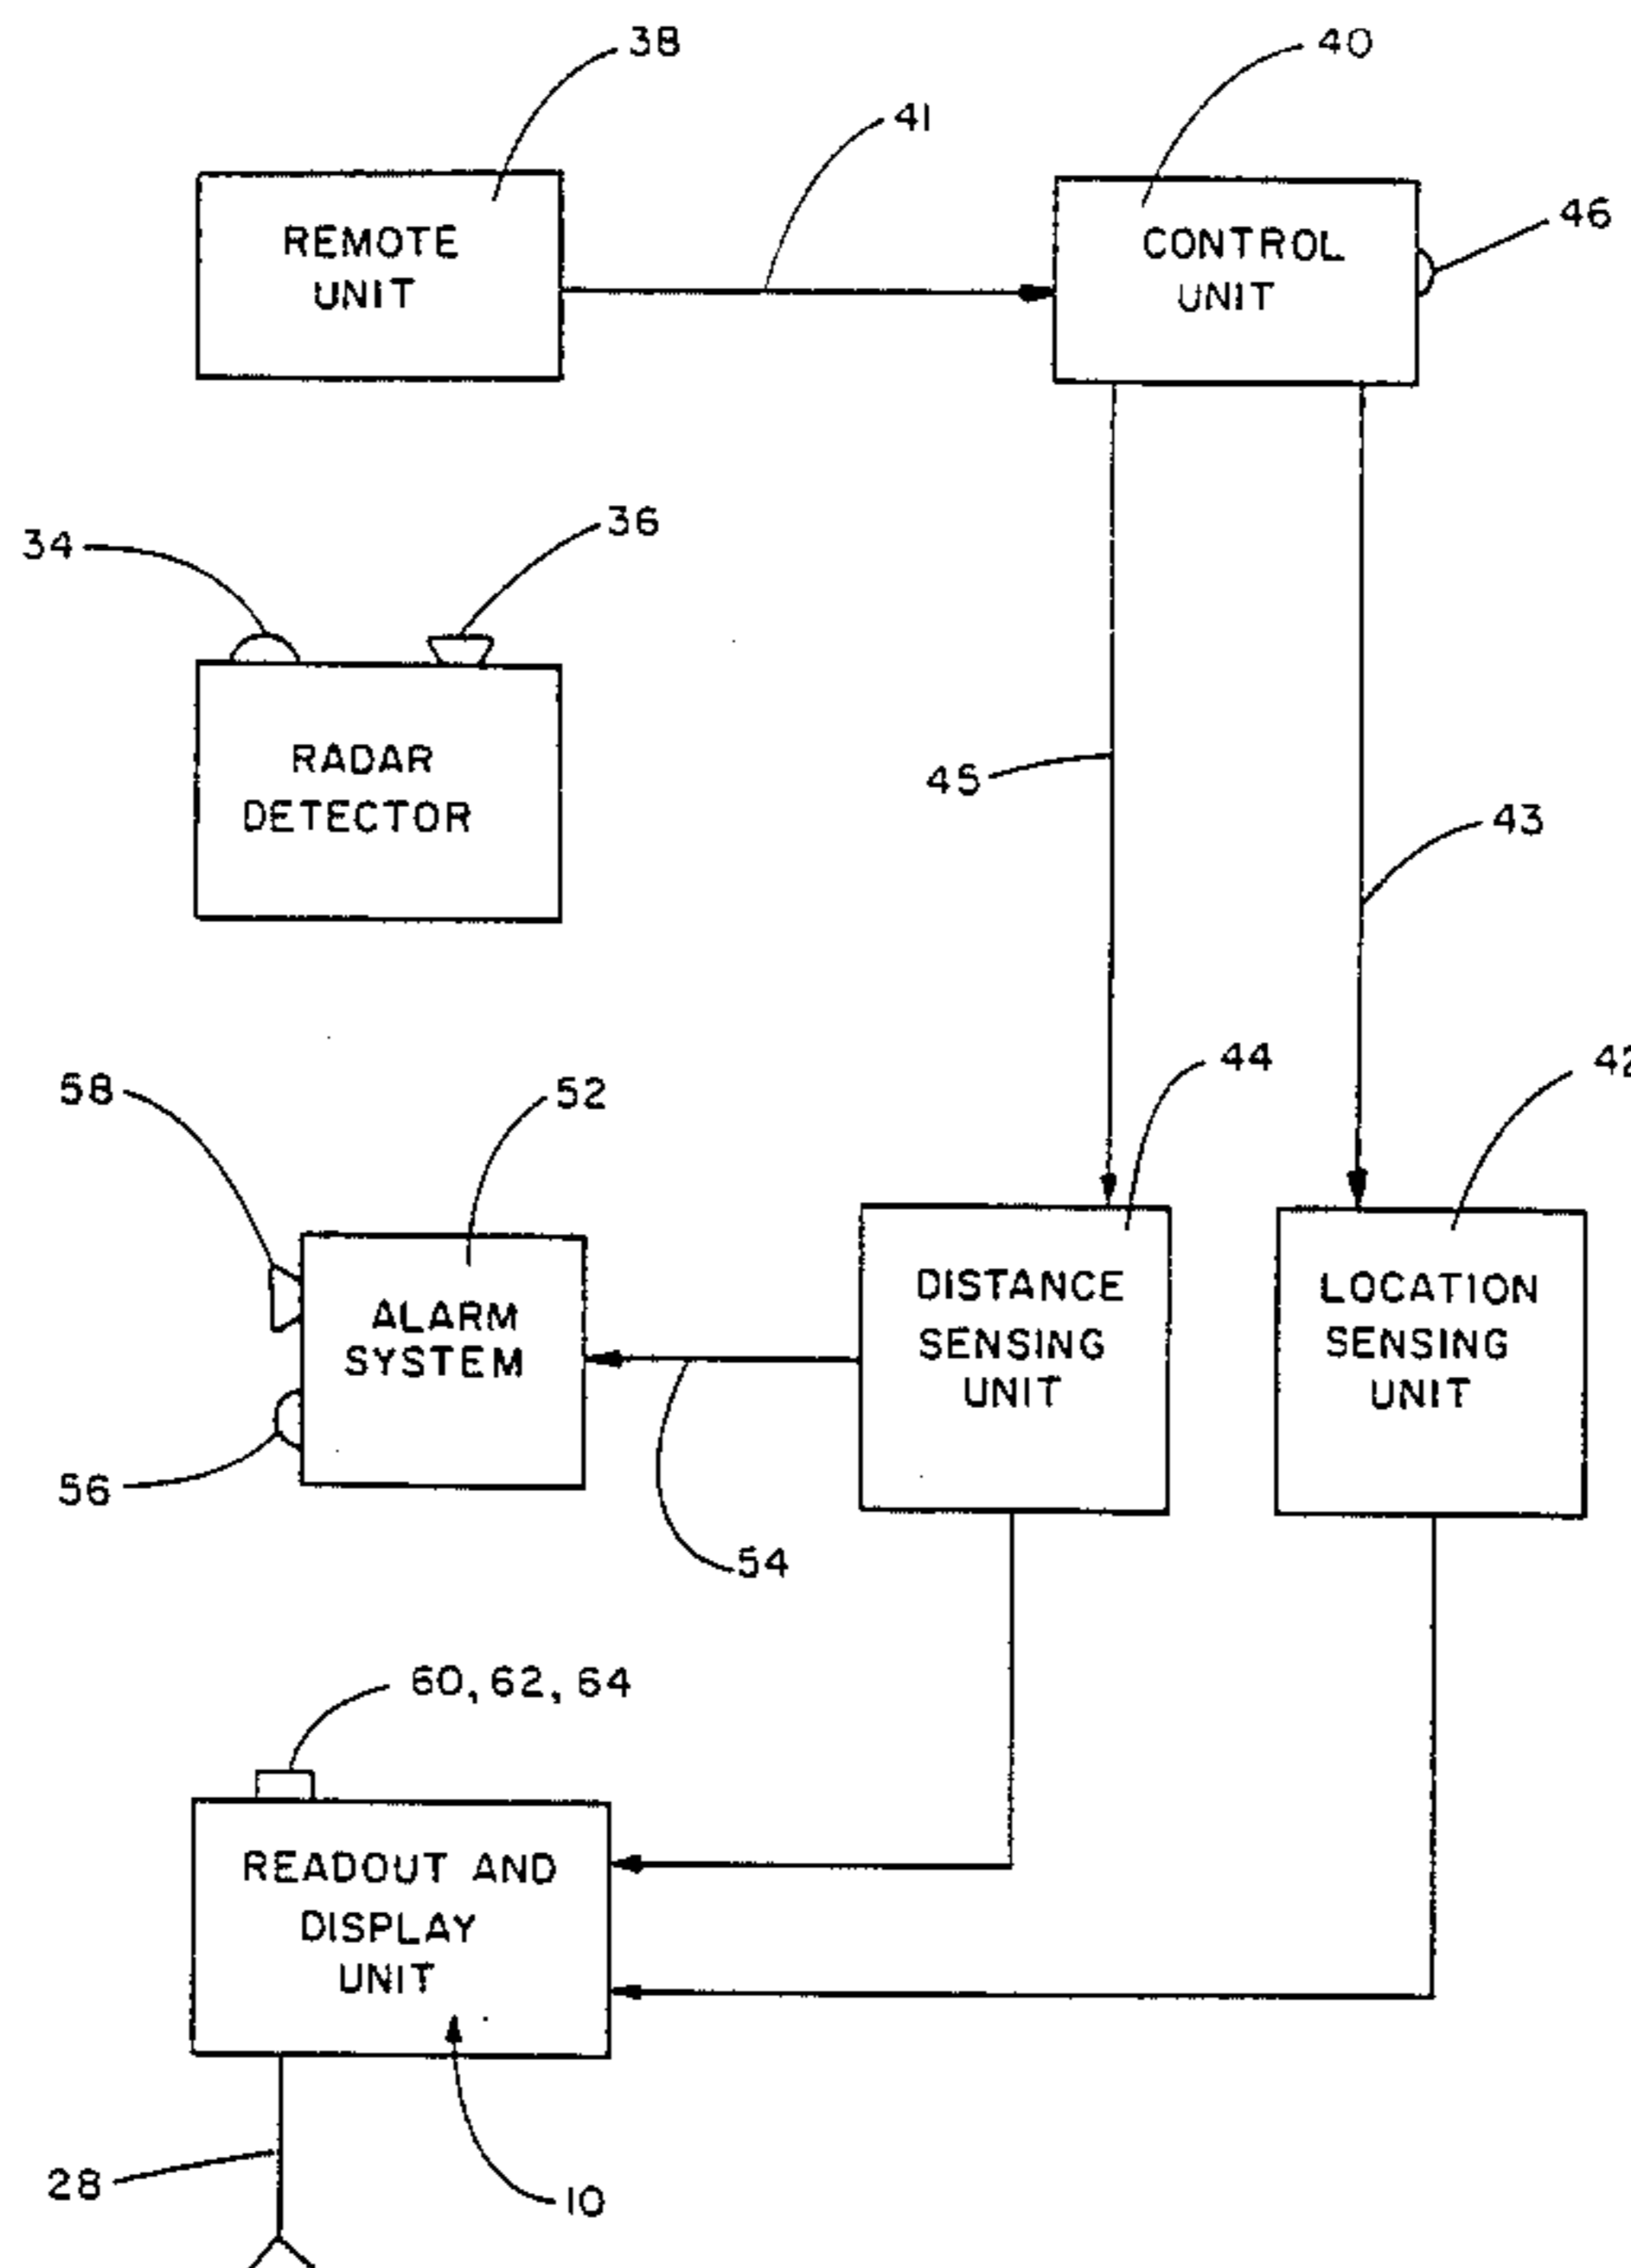 38
40
41
46
REMOTE
UNIT
CONTROL
UNIT
34
36
45
43
RADAR
DETECTOR
58
52
44
42
ALARM
SYSTEM
DISTANCE
SENSING
UNIT
LOCATION
SENSING
UNIT
56
54
60, 62, 64
READOUT AND
DISPLAY
UNIT
28
10